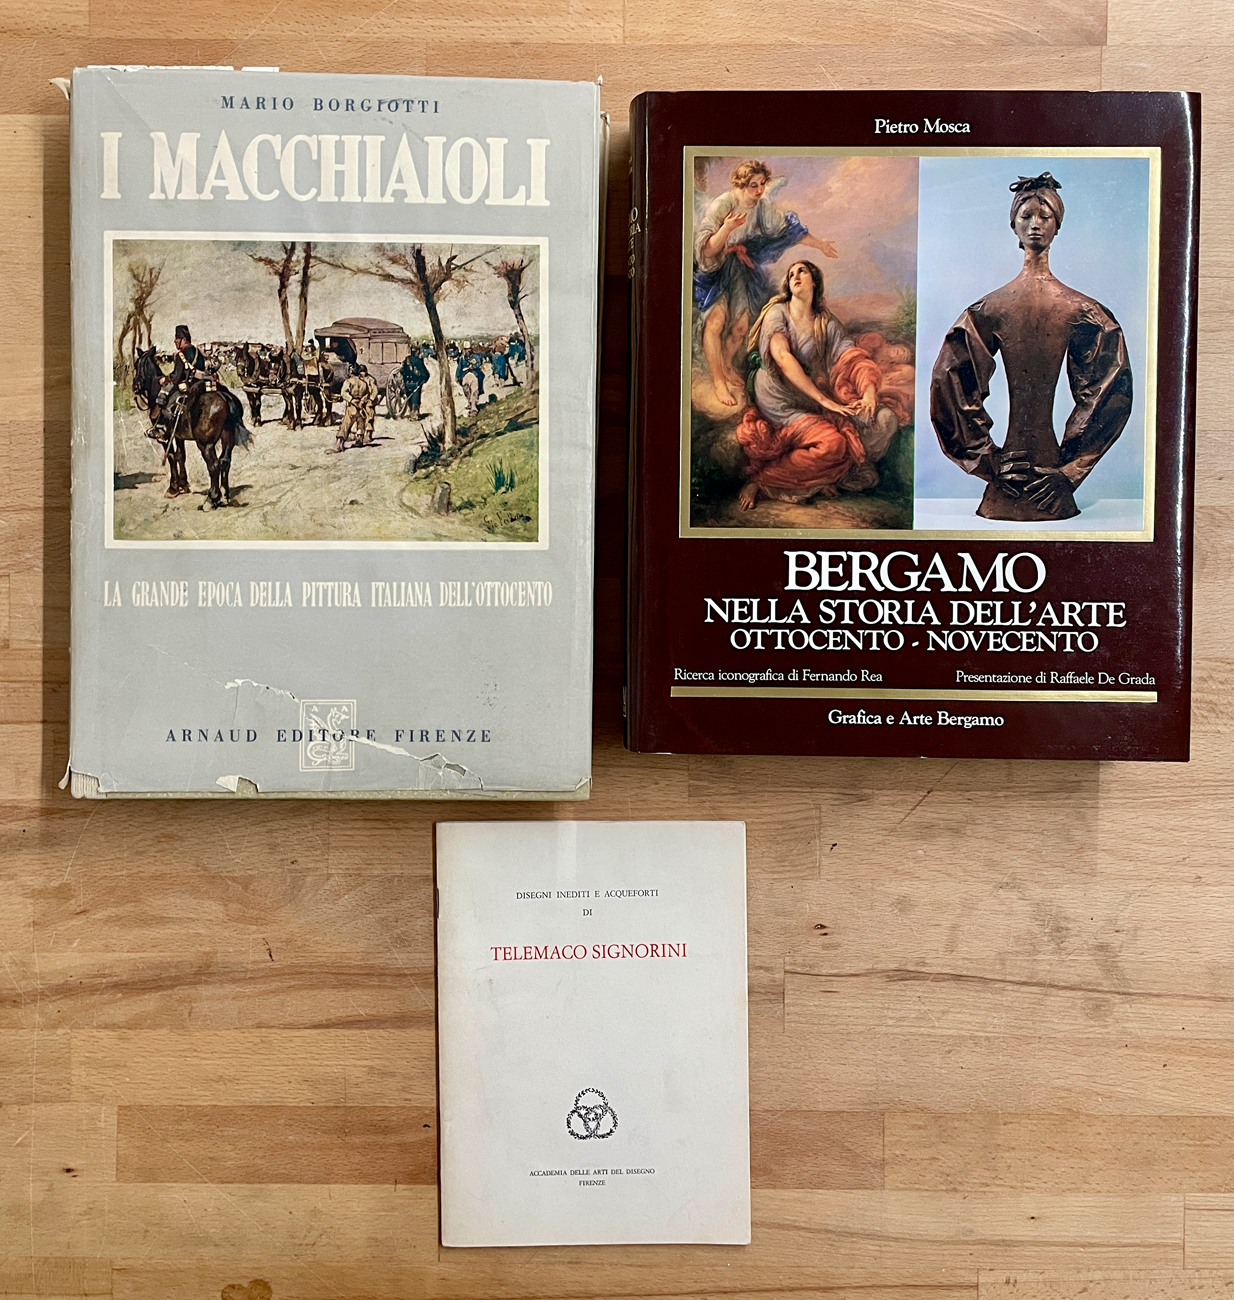 MARIO BORGIOTTI
I MACCHIAIOLI
LA GRANDE EPOCA DELLA PITTURA ITALIANA DELL'OTTOCENTO
ARNAUD EDITORE FIRENZE
Pietro Mosca
BERGAMO
NELLA STORIA DELL'ARTE
OTTOCENTO - NOVECENTO
Ricerca iconografica di Fernando Rea
Presentazione di Raffaele De Grada
Grafica e Arte Bergamo
DISEGNI INEDITI E ACQUEFORTI
DI
TELEMACO SIGNORINI
ACCADEMIA DELLE ARTI DEL DISEGNO
FIRENZE